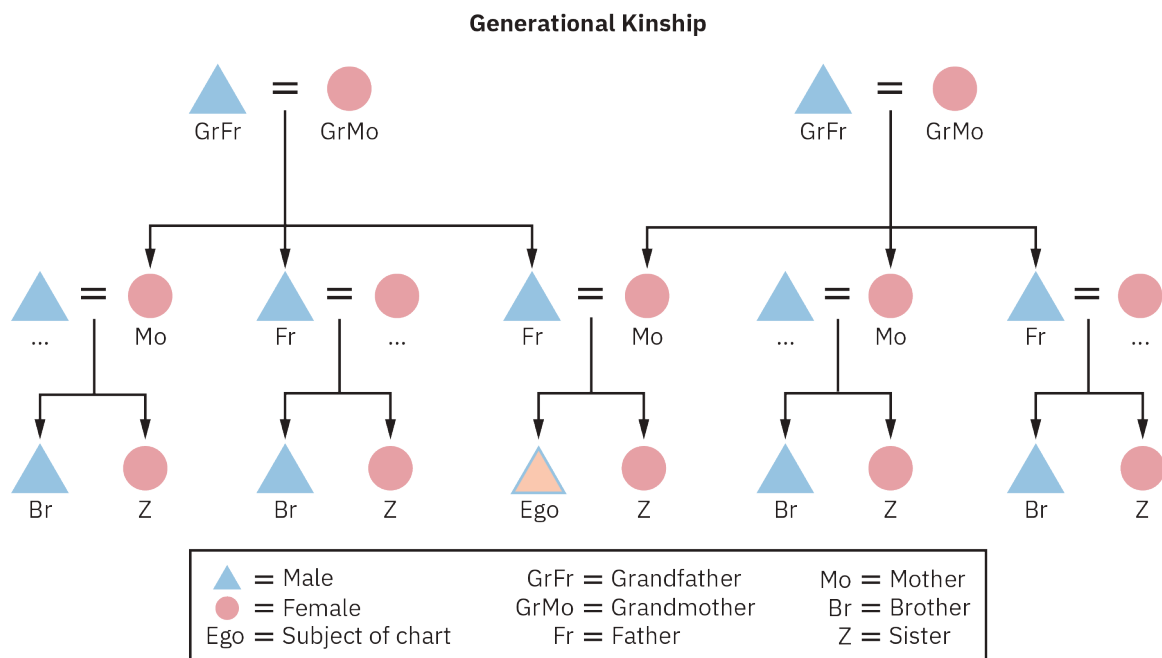 Generational Kinship
GrFr = GrMo GrFr = GrMo
... = Mo Fr = ... Fr = Mo ... = Mo Fr = ...
Br Z Br Z Ego Z Br Z Br Z
= Male GrFr = Grandfather Mo = Mother
= Female GrMo = Grandmother Br = Brother
Ego = Subject of chart Fr = Father Z = Sister